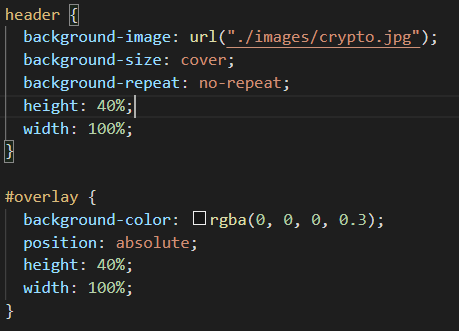 header {
  background-image: url("./images/crypto.jpg");
  background-size: cover;
  background-repeat: no-repeat;
  height: 40%;
  width: 100%;
}

#overlay {
  background-color: rgba(0, 0, 0, 0.3);
  position: absolute;
  height: 40%;
  width: 100%;
}